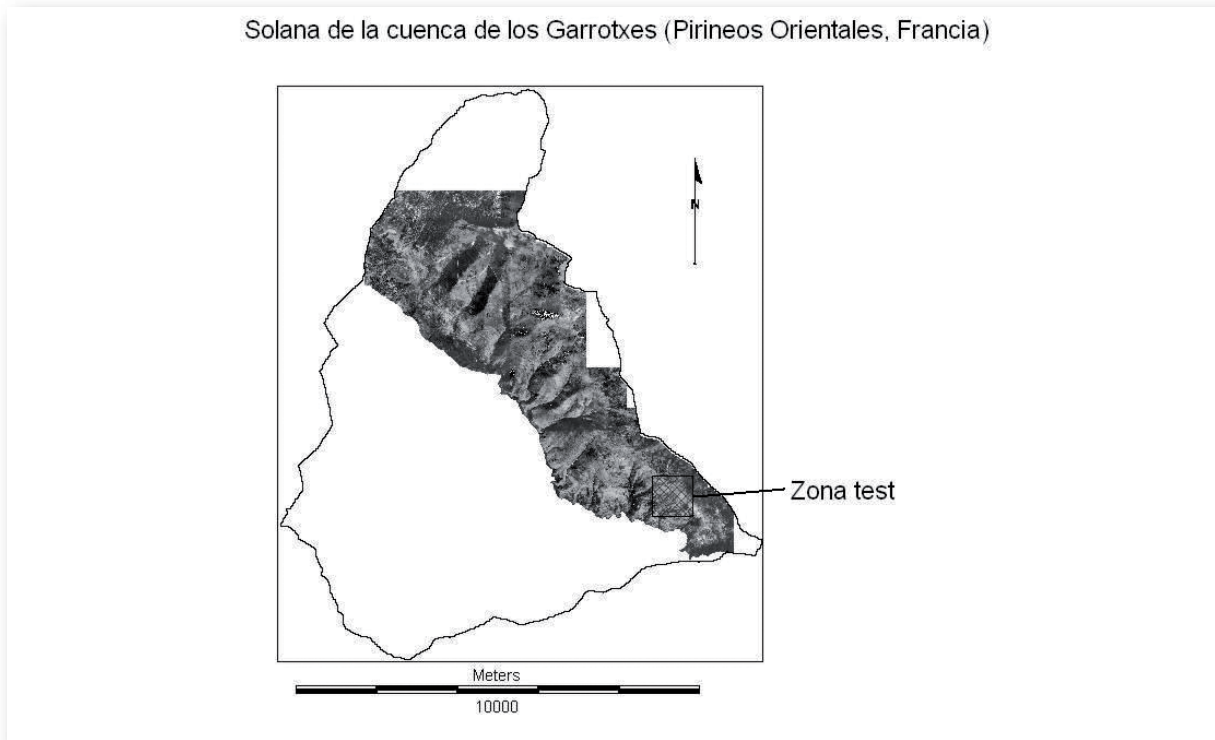 Solana de la cuenca de los Garrotxes (Pirineos Orientales, Francia)
N
Zona test
Meters
10000